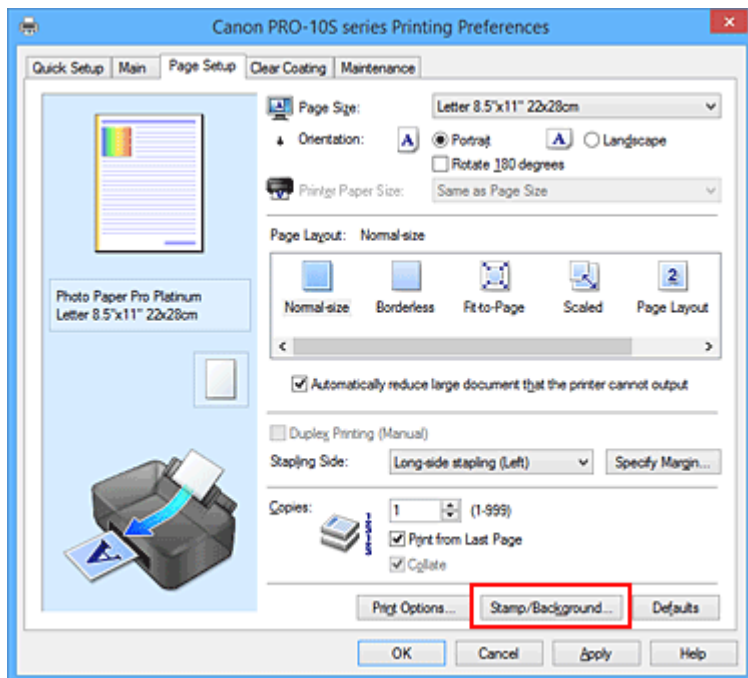 Canon PRO-10S series Printing Preferences
Quick Setup Main Page Setup Clear Coating Maintenance
Page Size: Letter 8.5"x11" 22x28cm
Orientation: A Portrait A Landscape
Rotate 180 degrees
Printer Paper Size: Same as Page Size
Page Layout: Normal-size
2
Normal-size Borderless Fit-to-Page Scaled Page Layout
Photo Paper Pro Platinum
Letter 8.5"x11" 22x28cm
Automatically reduce large document that the printer cannot output
Duplex Printing (Manual)
Stapling Side: Long-side stapling (Left) Specify Margin...
Copies: 1 (1-999)
Print from Last Page
Collate
A
Print Options... Stamp/Background... Defaults
OK Cancel Apply Help